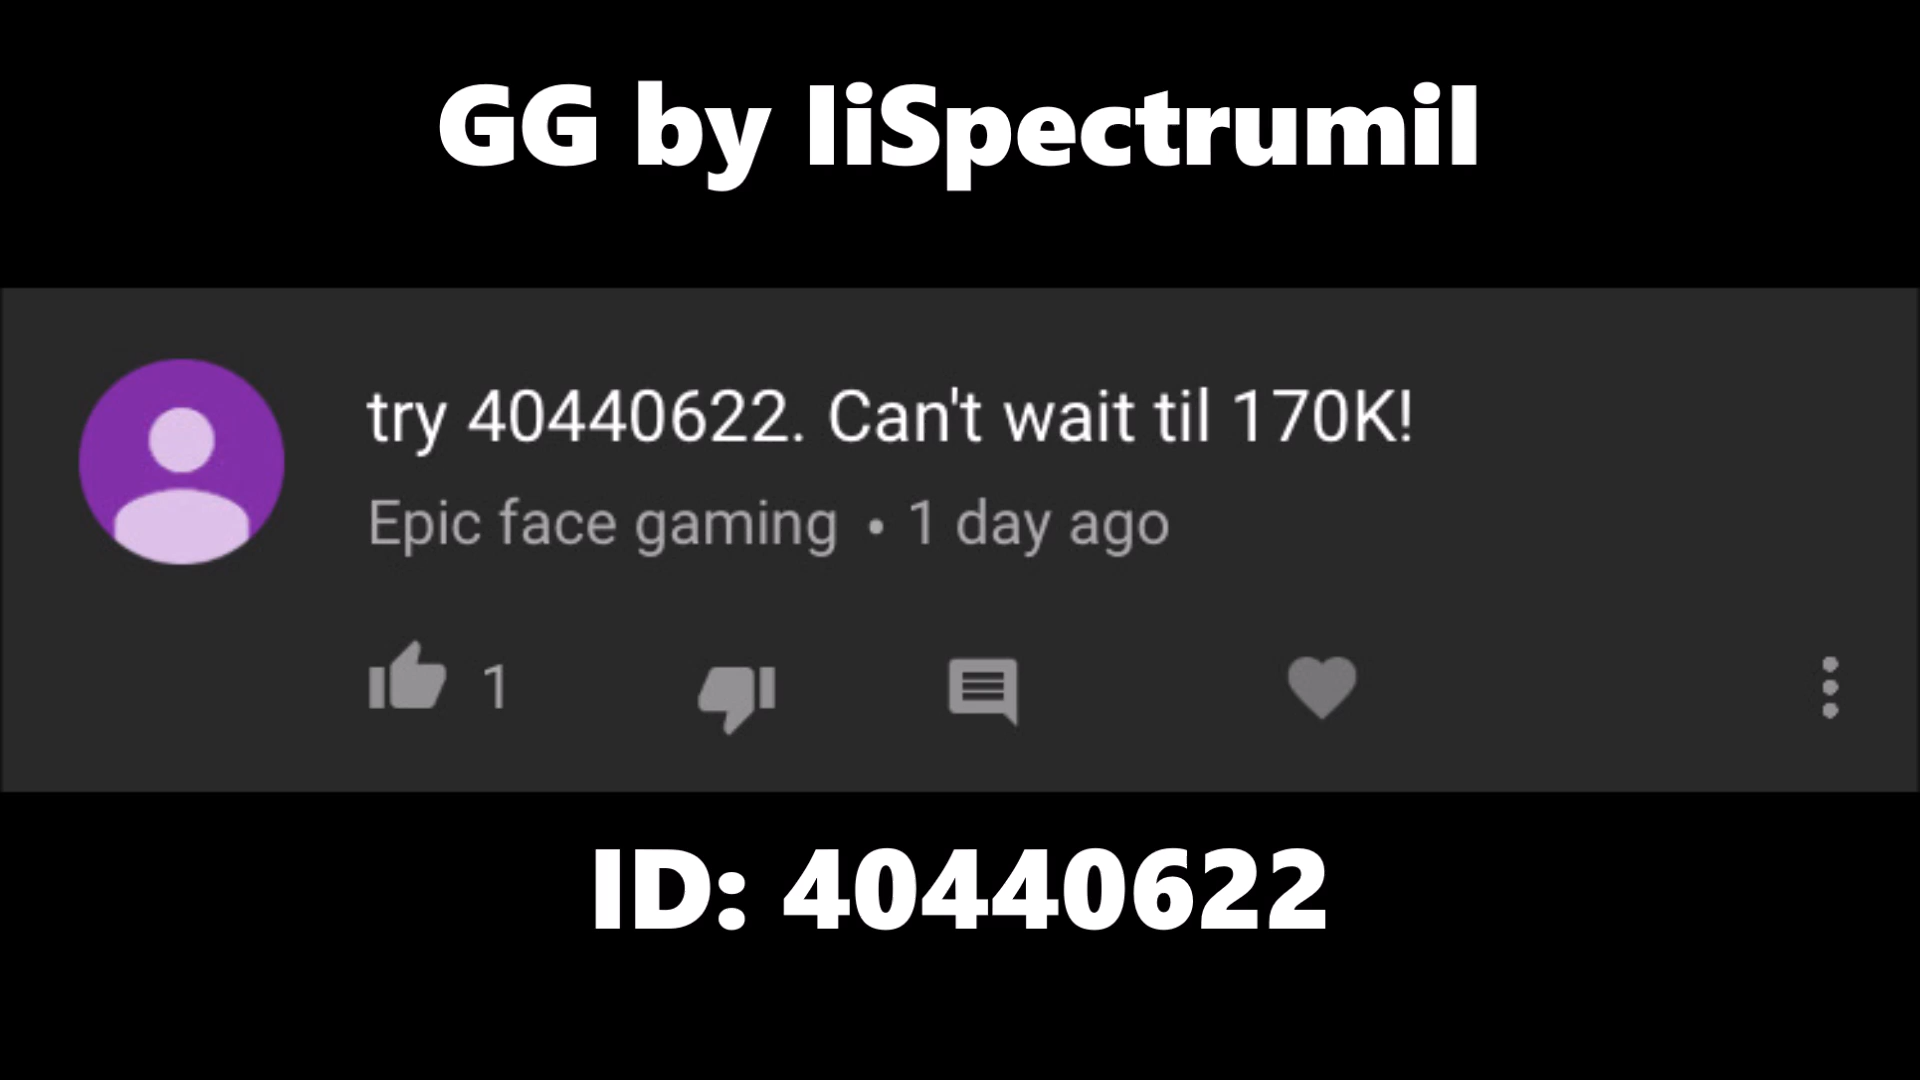 GG by IiSpectrumiI
try 40440622. Can't wait til 170K!
Epic face gaming • 1 day ago
1
ID: 40440622